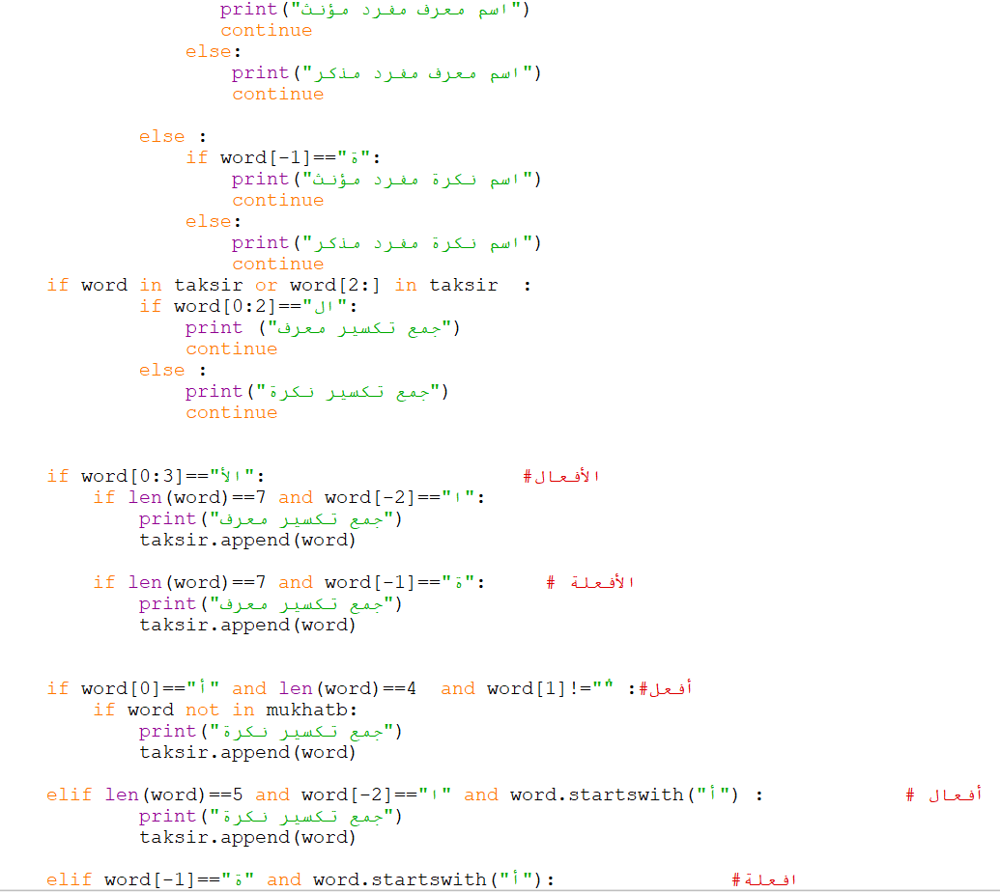 print("اسم معرف مفرد مؤنث")
continue
else:
print("اسم معرف مفرد مذكر")
continue
else :
if word[-1]=="ة":
print("اسم نكرة مفرد مؤنث")
continue
else:
print("اسم نكرة مفرد مذكر")
continue
if word in taksir or word[2:] in taksir :
if word[0:2]=="ال":
print ("جمع تكسير معرف")
continue
else :
print("جمع تكسير نكرة")
continue
if word[0:3]=="الأ": #الأفعال
if len(word)==7 and word[-2]=="ا":
print("جمع تكسير معرف")
taksir.append(word)
if len(word)==7 and word[-1]=="ة": # الأفعلة
print("جمع تكسير معرف")
taksir.append(word)
if word[0]=="أ" and len(word)==4 and word[1]!="ُ" :#أفعل
if word not in mukhatb:
print("جمع تكسير نكرة")
taksir.append(word)
elif len(word)==5 and word[-2]=="ا" and word.startswith("أ") : # أفعال
print("جمع تكسير نكرة")
taksir.append(word)
elif word[-1]=="ة" and word.startswith("أ"): #افعلة